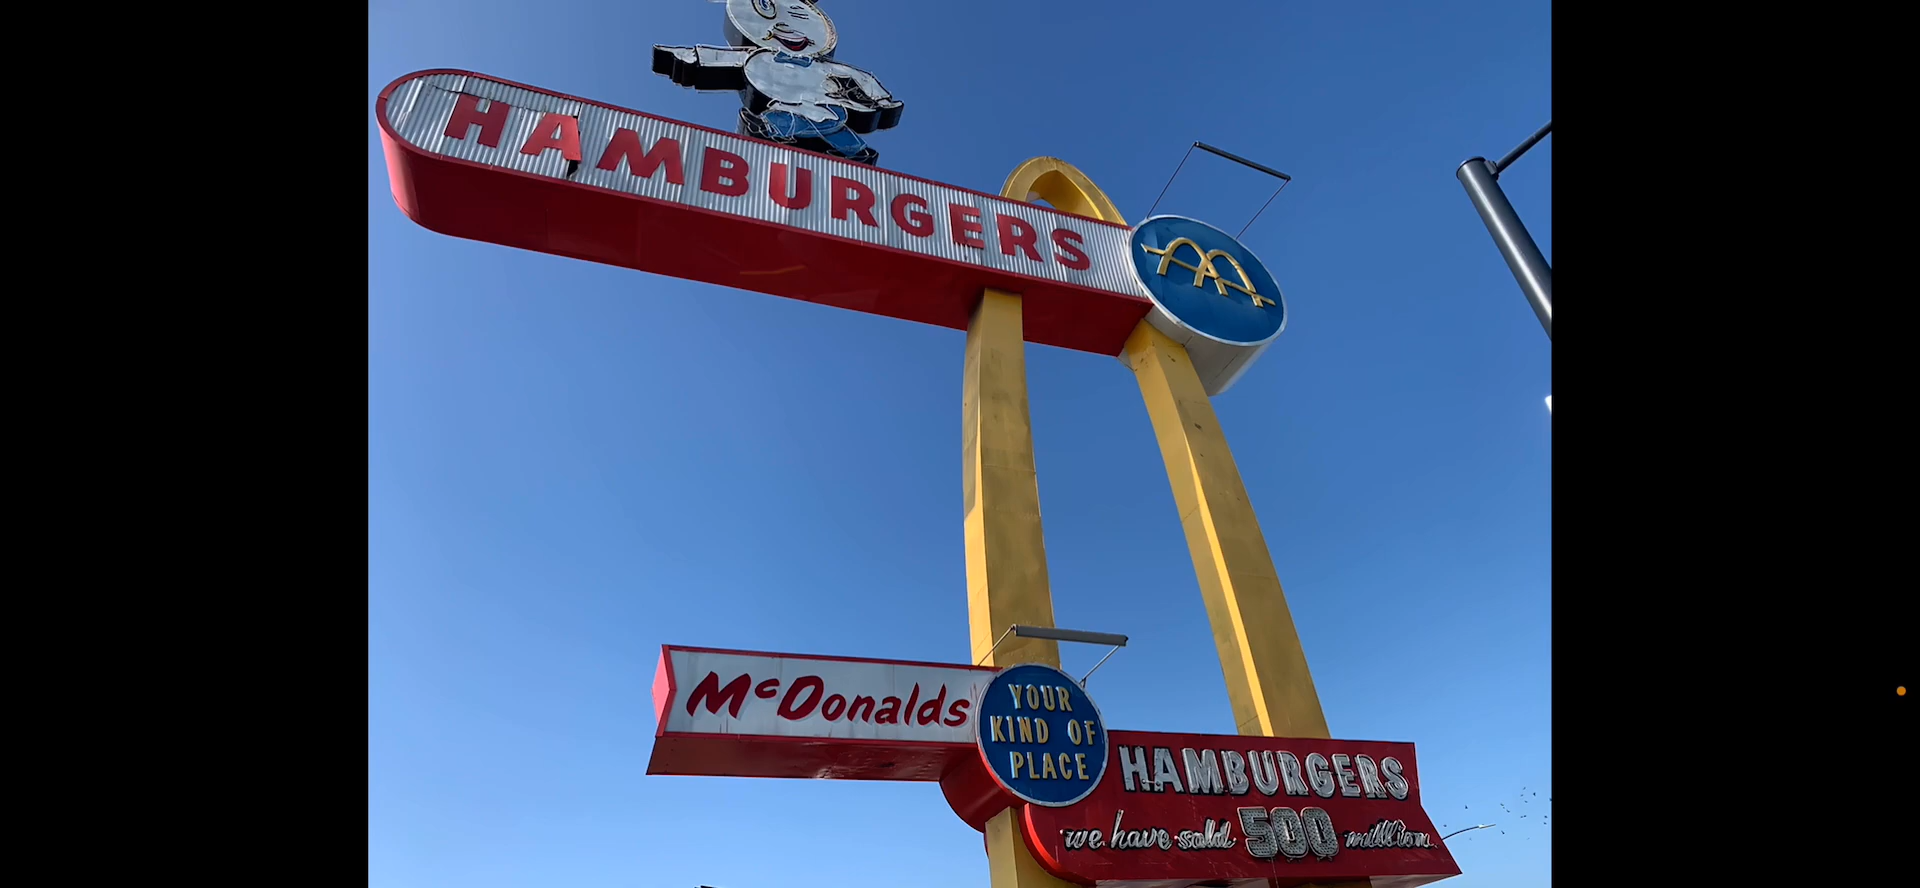 HAMBURGERS
McDonalds
YOUR
KIND OF
PLACE
HAMBURGERS
we have sold 500 million